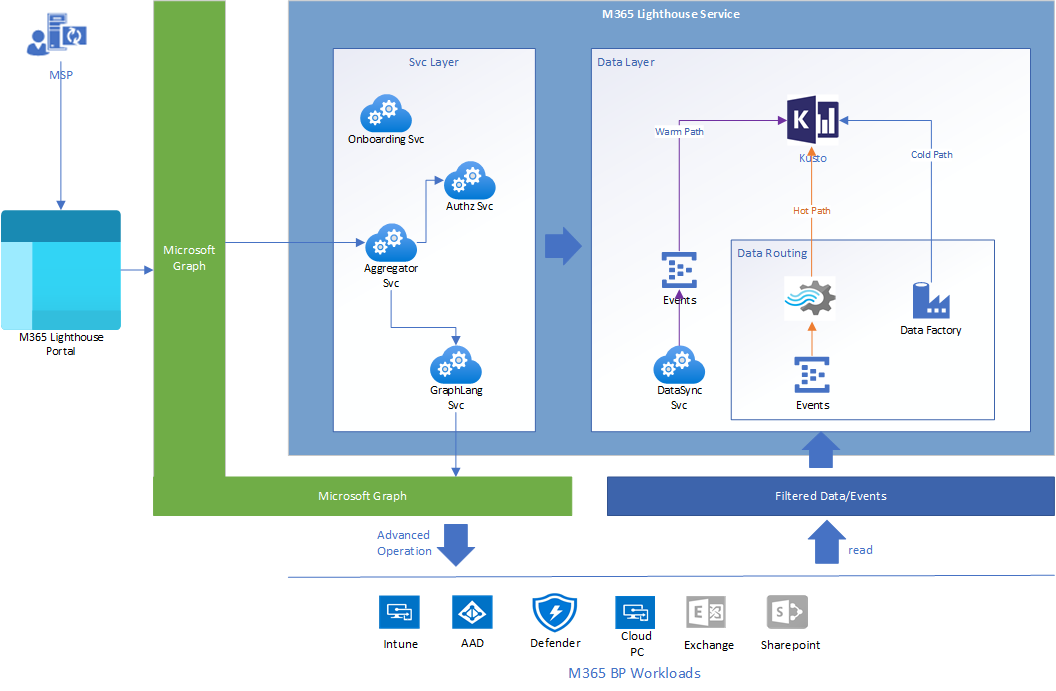 M365 Lighthouse Service
MSP
Svc Layer
Data Layer
Onboarding Svc
Authz Svc
Aggregator
Svc
GraphLang
Svc
Microsoft
Graph
M365 Lighthouse
Portal
Warm Path
Kusto
Cold Path
Hot Path
Data Routing
Events
Data Factory
DataSync
Svc
Events
Microsoft Graph
Filtered Data/Events
Advanced
Operation
read
Intune
AAD
Defender
Cloud
PC
Exchange
Sharepoint
M365 BP Workloads
K
E
S